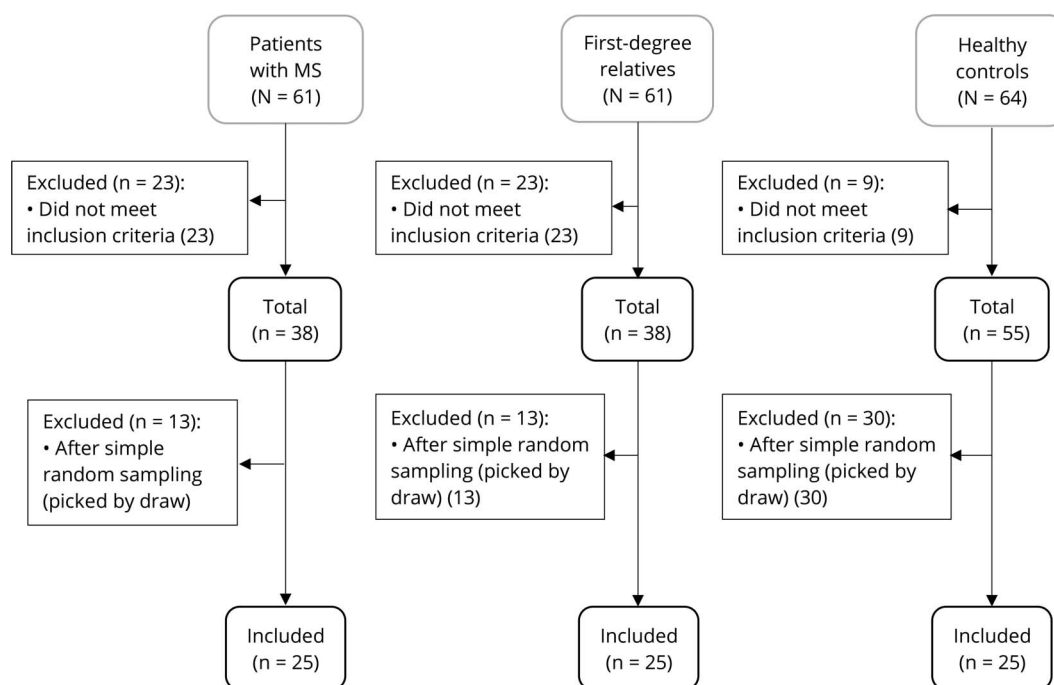 Patients
with MS
(N = 61)
First-degree
relatives
(N = 61)
Healthy
controls
(N = 64)
Excluded (n = 23):
• Did not meet
inclusion criteria (23)
Excluded (n = 23):
• Did not meet
inclusion criteria (23)
Excluded (n = 9):
• Did not meet
inclusion criteria (9)
Total
(n = 38)
Total
(n = 38)
Total
(n = 55)
Excluded (n = 13):
• After simple
random sampling
(picked by draw)
Excluded (n = 13):
• After simple random
sampling (picked by
draw) (13)
Excluded (n = 30):
• After simple random
sampling (picked by
draw) (30)
Included
(n = 25)
Included
(n = 25)
Included
(n = 25)